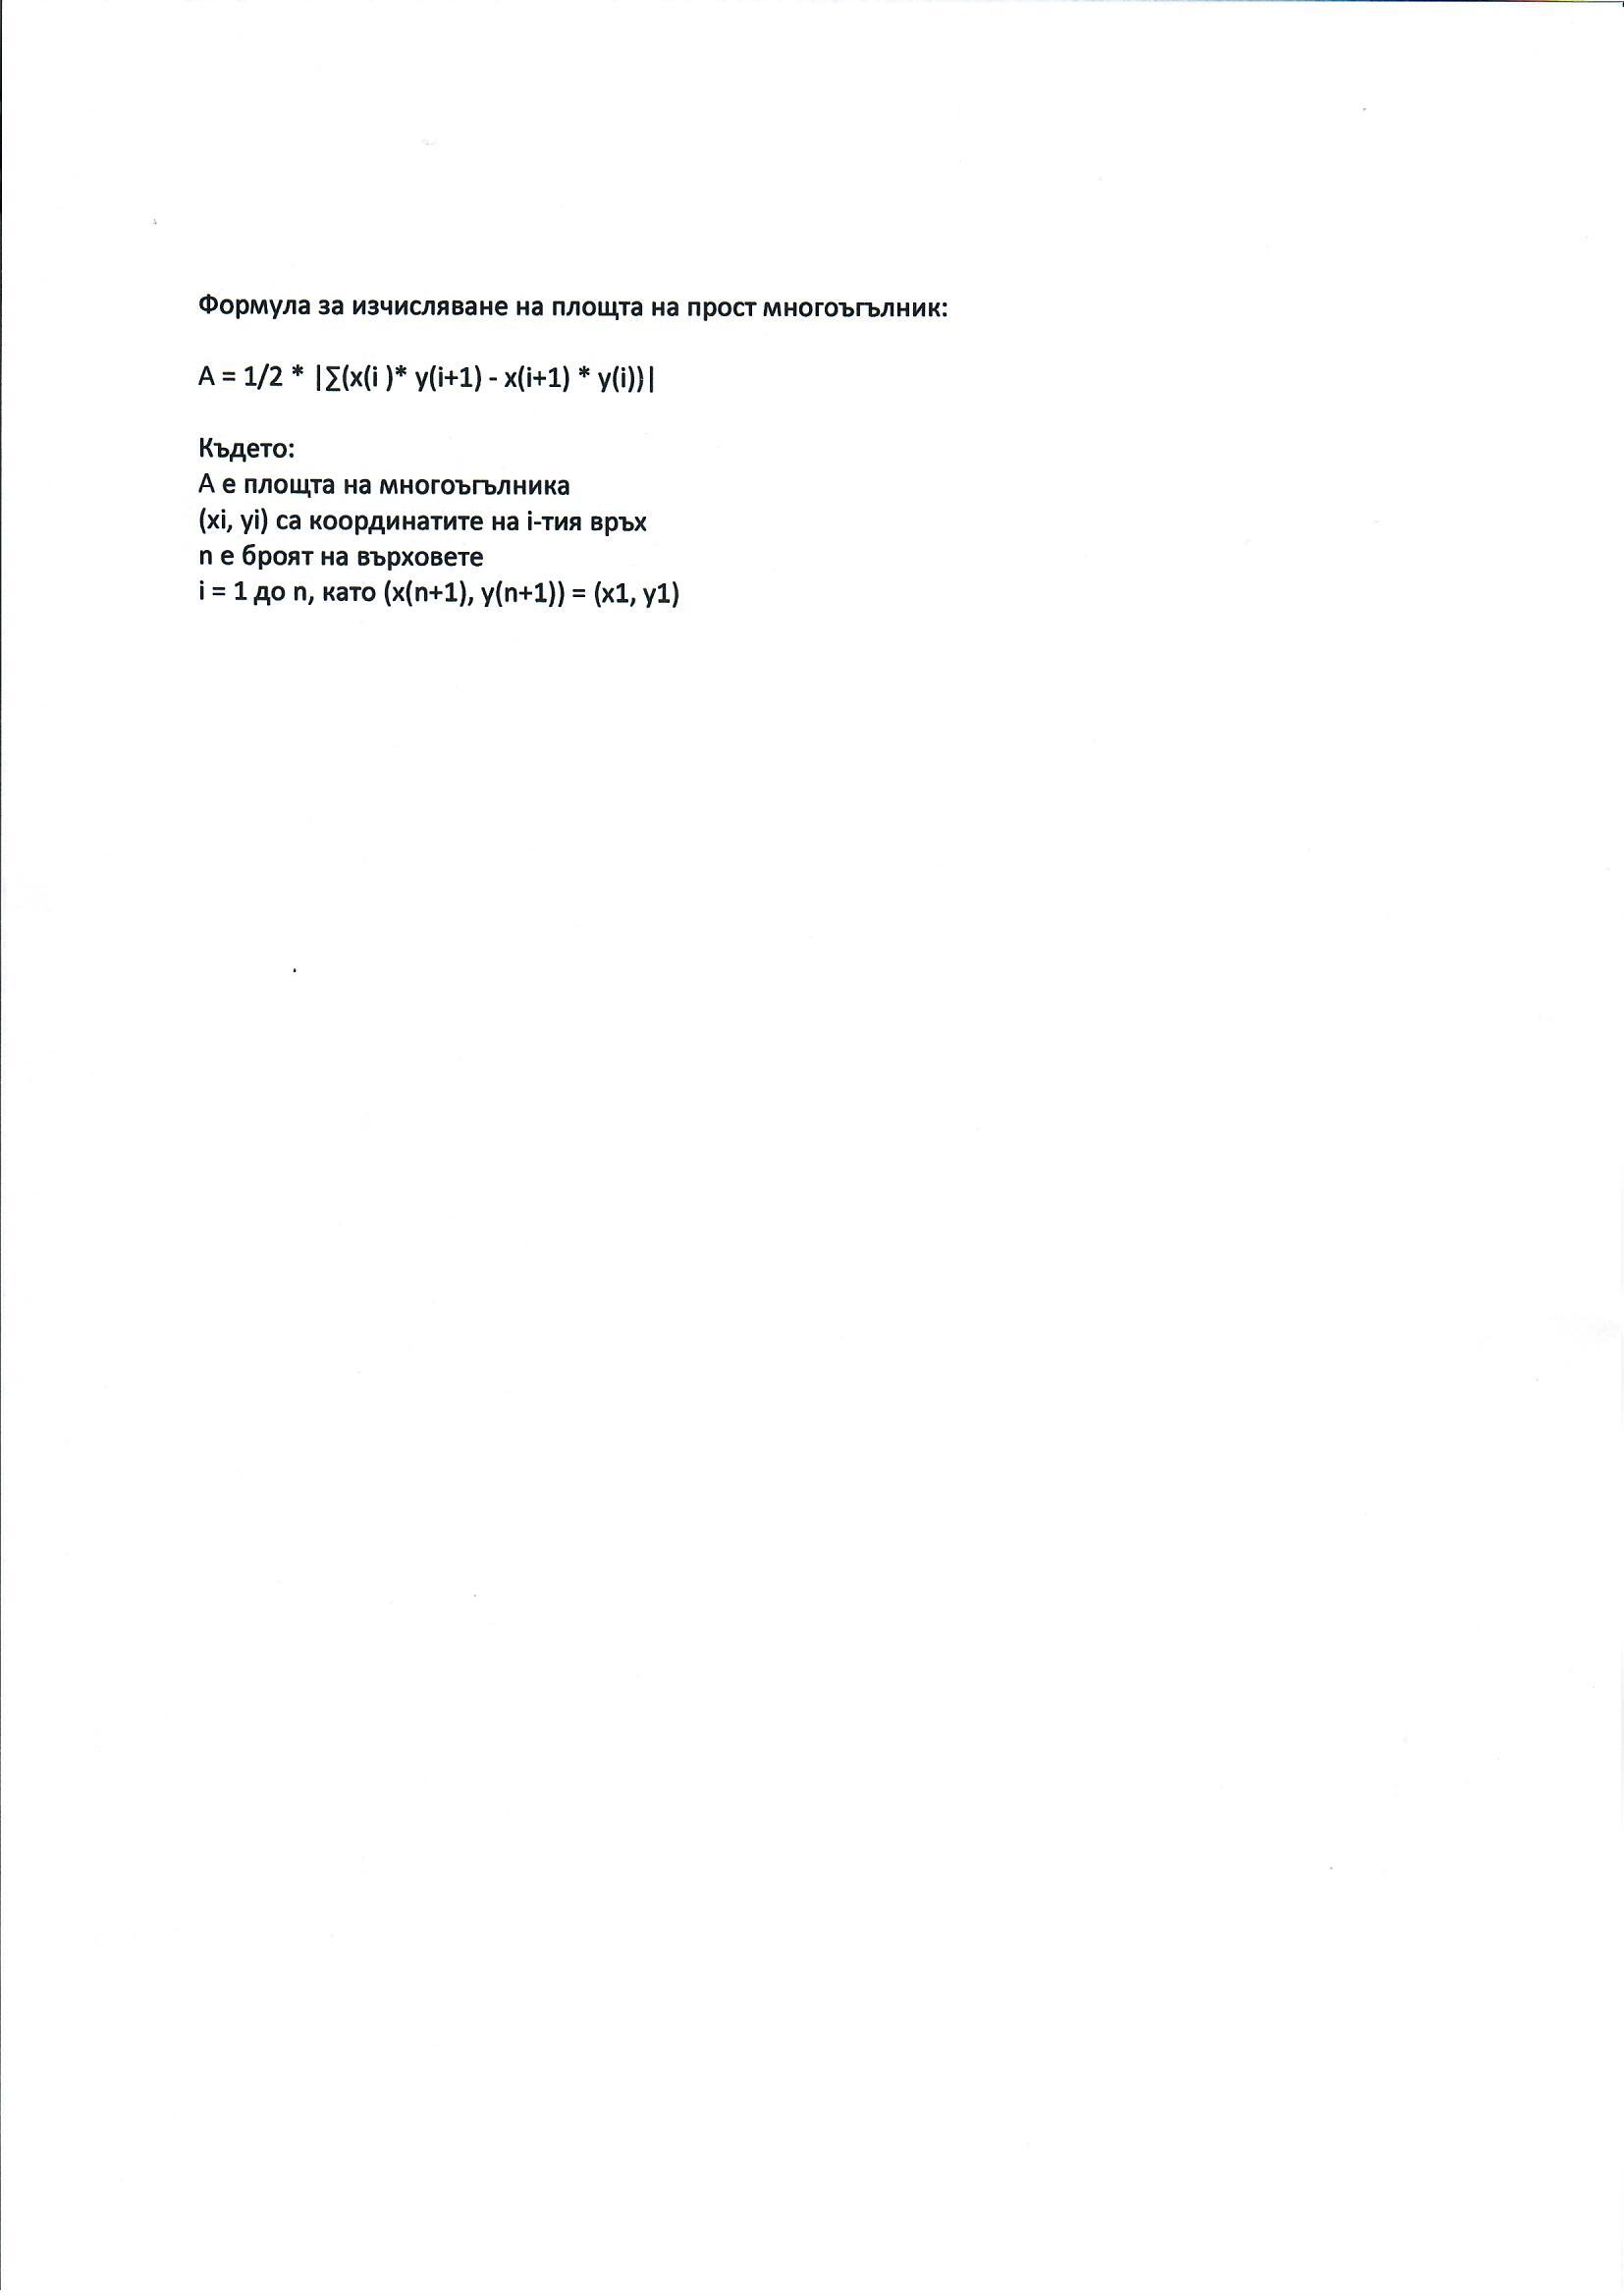 Формула за изчисляване на площта на прост многоъгълник:
A = 1/2 * |∑(x(i )* y(i+1) - x(i+1) * y(i))|
Където:
A е площта на многоъгълника
(xi, yi) са координатите на i-тия връх
n е броят на върховете
i = 1 до n, като (x(n+1), y(n+1)) = (x1, y1)